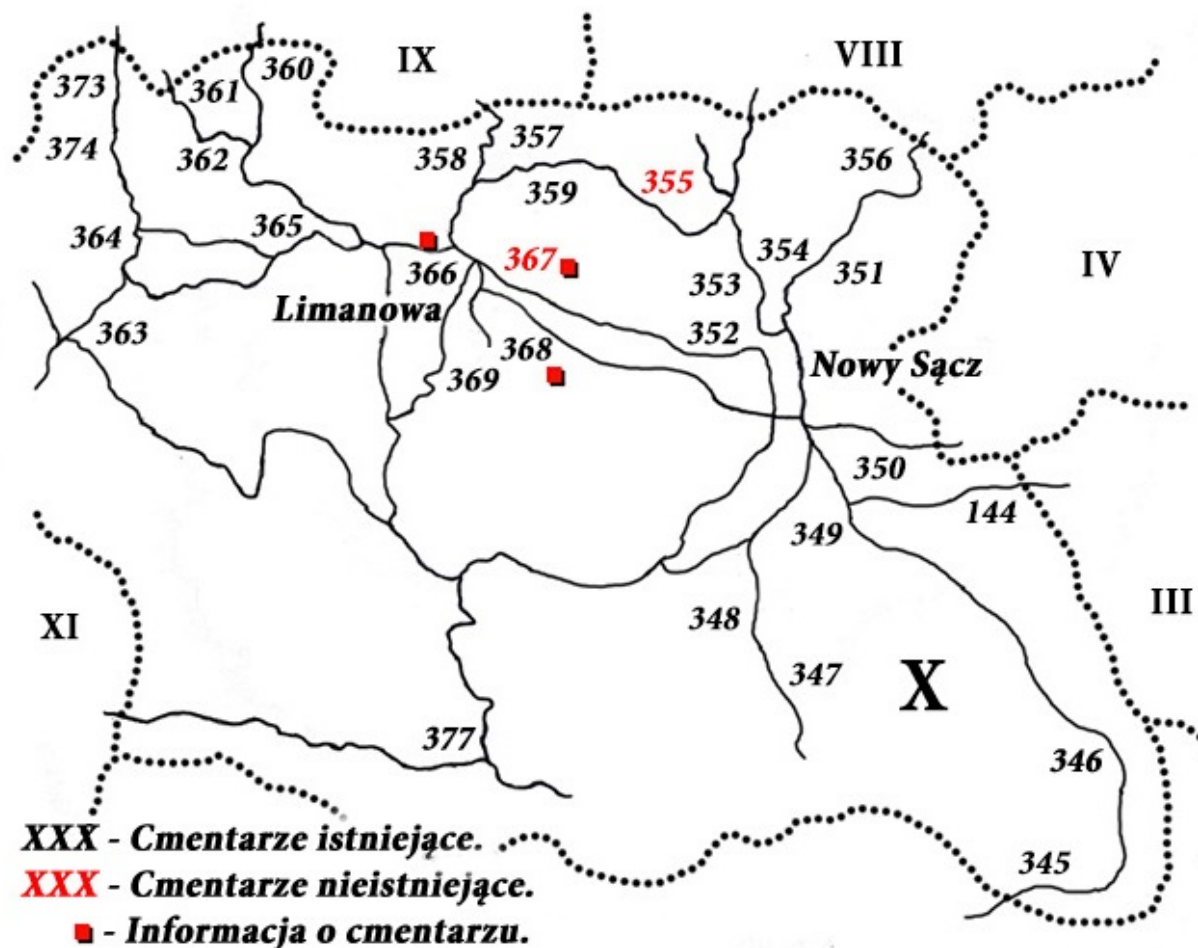 IX
VIII
373
361
360
374
362
358
357
356
359
355
364
365
354
351
IV
366
367
353
Limanowa
363
352
368
369
Nowy Sącz
350
144
349
III
XI
348
X
347
377
346
XXX - Cmentarze istniejące.
XXX - Cmentarze nieistniejące.
345
- Informacja o cmentarzu.